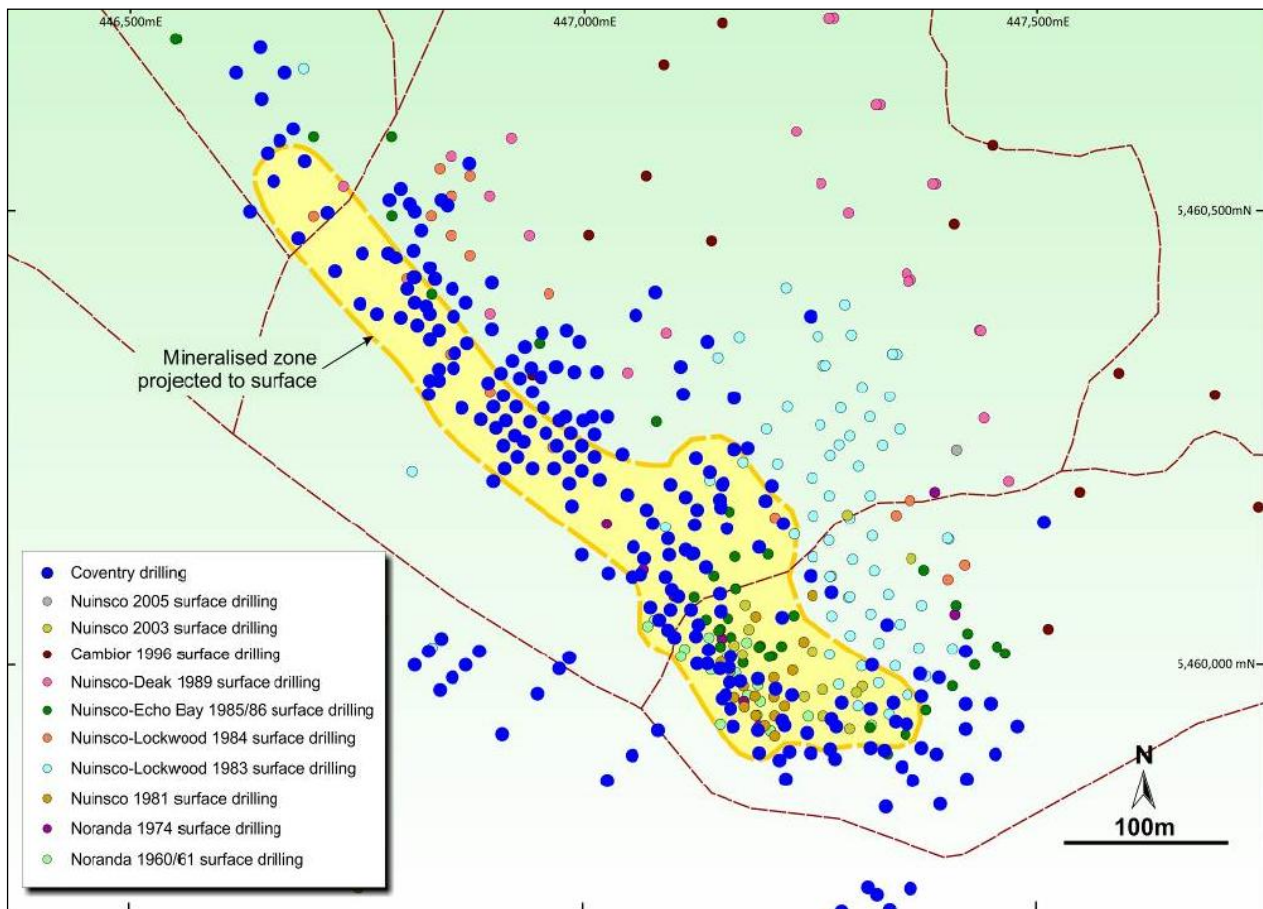 446,500mE
447,000mE
447,500mE
5,460,500mN
Mineralised zone
projected to surface
Coventry drilling
Nuinsco 2005 surface drilling
Nuinsco 2003 surface drilling
Cambior 1996 surface drilling
Nuinsco-Deak 1989 surface drilling
Nuinsco-Echo Bay 1985/86 surface drilling
Nuinsco-Lockwood 1984 surface drilling
Nuinsco-Lockwood 1983 surface drilling
Nuinsco 1981 surface drilling
Noranda 1974 surface drilling
Noranda 1960/61 surface drilling
5,460,000 mN
N
100m